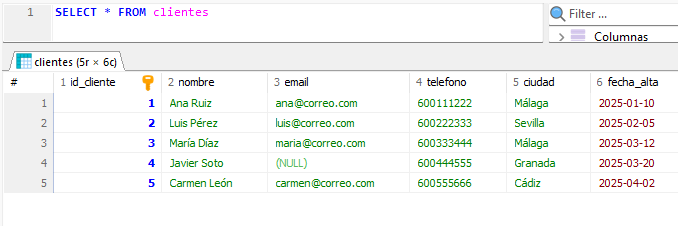 1 SELECT * FROM clientes
Filter ...
Columnas
clientes (5r × 6c)
# 1 id_cliente 2 nombre 3 email 4 telefono 5 ciudad 6 fecha_alta
1 1 Ana Ruiz ana@correo.com 600111222 Málaga 2025-01-10
2 2 Luis Pérez luis@correo.com 600222333 Sevilla 2025-02-05
3 3 María Díaz maria@correo.com 600333444 Málaga 2025-03-12
4 4 Javier Soto (NULL) 600444555 Granada 2025-03-20
5 5 Carmen León carmen@correo.com 600555666 Cádiz 2025-04-02